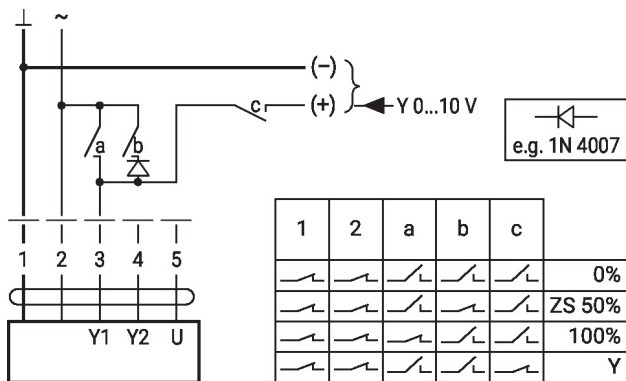 ⊥ ~
(–)
a b c (+) Y 0...10 V
e.g. 1N 4007
1 2 3 4 5
Y1 Y2 U
1 2 a b c
0%
ZS 50%
100%
Y